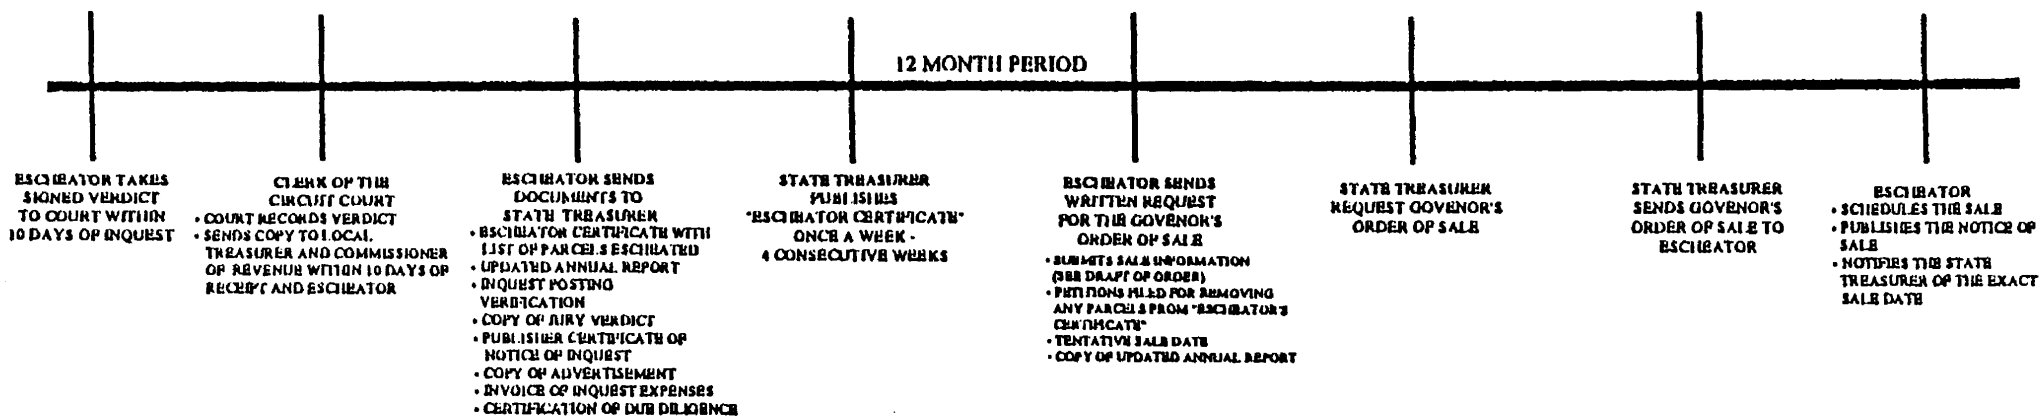 12 MONTH PERIOD
ESCHEATOR TAKES
SIGNED VERDICT
TO COURT WITHIN
10 DAYS OF INQUEST
CLERK OF THE
CIRCUIT COURT
• COURT RECORDS VERDICT
• SENDS COPY TO LOCAL
TREASURER AND COMMISSIONER
OF REVENUE WITHIN 10 DAYS OF
RECEIPT AND ESCHEATOR
ESCHEATOR SENDS
DOCUMENTS TO
STATE TREASURER
• ESCHEATOR CERTIFICATE WITH
LIST OF PARCELS ESCHEATED
• UPDATED ANNUAL REPORT
• INQUEST POSTING
VERIFICATION
• COPY OF JURY VERDICT
• PUBLISHER CERTIFICATE OF
NOTICE OF INQUEST
• COPY OF ADVERTISEMENT
• INVOICE OF INQUEST EXPENSES
• CERTIFICATION OF DUE DILIGENCE
STATE TREASURER
PUBLISHES
"ESCHEATOR CERTIFICATE"
ONCE A WEEK -
4 CONSECUTIVE WEEKS
ESCHEATOR SENDS
WRITTEN REQUEST
FOR THE GOVENOR'S
ORDER OF SALE
• SUBMITS SALE INFORMATION
(SEE DRAFT OF ORDER)
• PETITIONS FILED FOR REMOVING
ANY PARCELS FROM "ESCHEATOR'S
CERTIFICATE"
• TENTATIVE SALE DATE
• COPY OF UPDATED ANNUAL REPORT
STATE TREASURER
REQUEST GOVENOR'S
ORDER OF SALE
STATE TREASURER
SENDS GOVENOR'S
ORDER OF SALE TO
ESCHEATOR
ESCHEATOR
• SCHEDULES THE SALE
• PUBLISHES THE NOTICE OF
SALE
• NOTIFIES THE STATE
TREASURER OF THE EXACT
SALE DATE